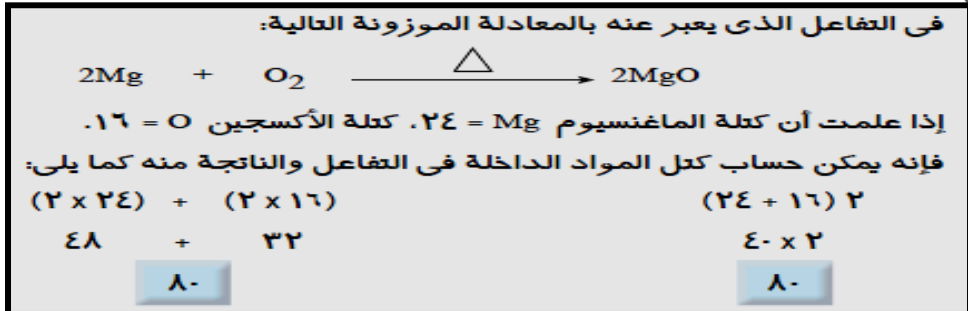 فى التفاعل الذى يعبر عنه بالمعادلة الموزونة التالية:
2Mg + O2 △ 2MgO
إذا علمت أن كتلة الماغنسيوم Mg = ٢٤، كتلة الأكسجين O = ١٦.
فإنه يمكن حساب كتل المواد الداخلة فى التفاعل والناتجة منه كما يلى:
(٢ x ٢٤) + (٢ x ١٦) (٢٤ + ١٦) ٢
٤٨ + ٣٢ ٤٠ x ٢
٨٠ ٨٠